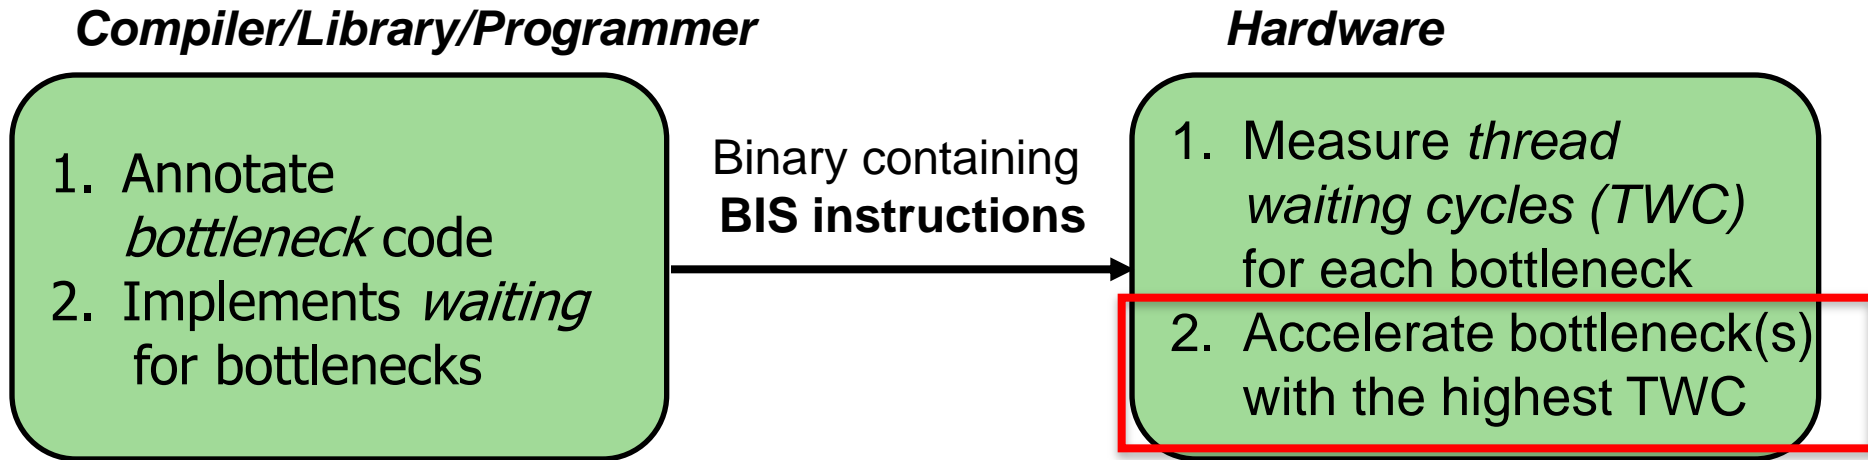 Compiler/Library/Programmer
1. Annotate
bottleneck code
2. Implements waiting
for bottlenecks
Binary containing
BIS instructions
Hardware
1. Measure thread
waiting cycles (TWC)
for each bottleneck
2. Accelerate bottleneck(s)
with the highest TWC